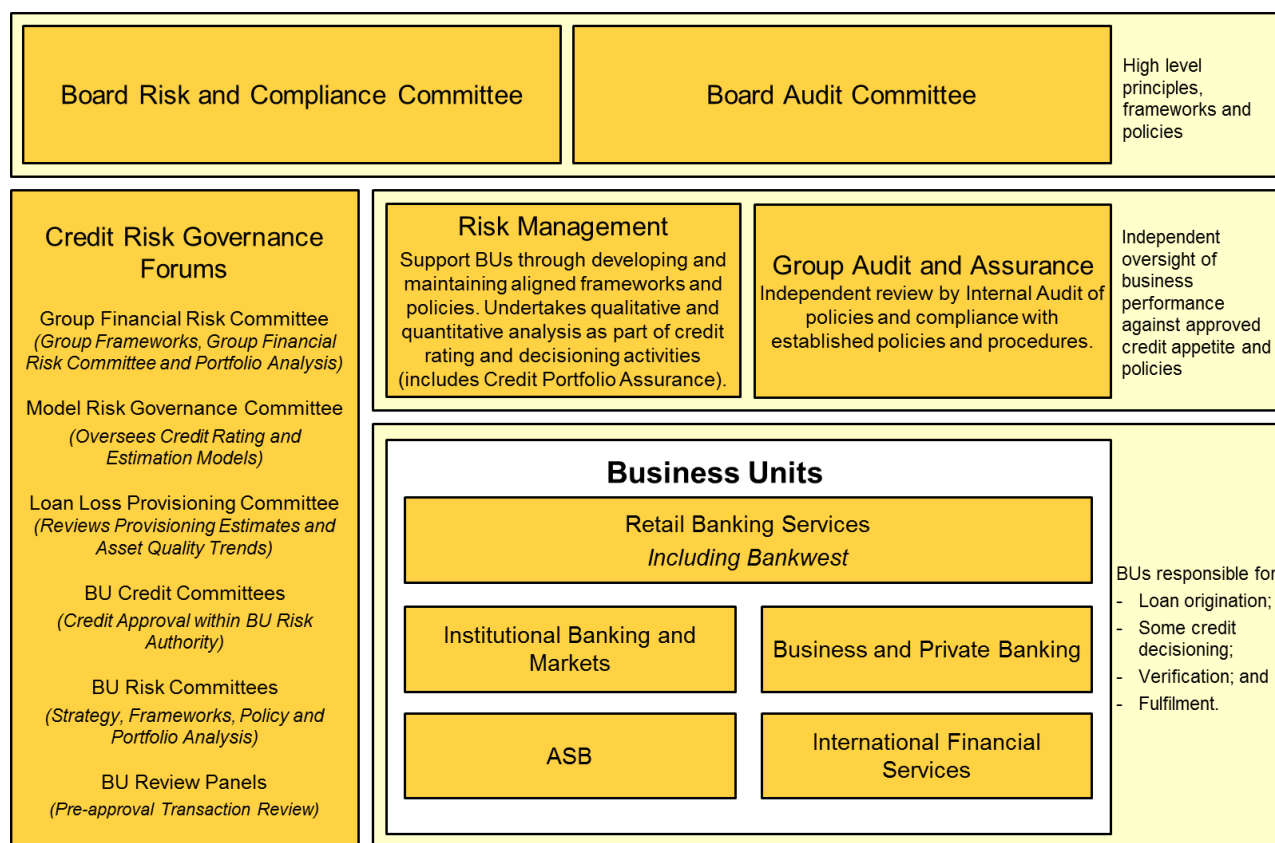 Board Risk and Compliance Committee
Board Audit Committee
High level
principles,
frameworks and
policies
Credit Risk Governance
Forums
Group Financial Risk Committee
(Group Frameworks, Group Financial
Risk Committee and Portfolio Analysis)
Model Risk Governance Committee
(Oversees Credit Rating and
Estimation Models)
Loan Loss Provisioning Committee
(Reviews Provisioning Estimates and
Asset Quality Trends)
BU Credit Committees
(Credit Approval within BU Risk
Authority)
BU Risk Committees
(Strategy, Frameworks, Policy and
Portfolio Analysis)
BU Review Panels
(Pre-approval Transaction Review)
Risk Management
Support BUs through developing and
maintaining aligned frameworks and
policies. Undertakes qualitative and
quantitative analysis as part of credit
rating and decisioning activities
(includes Credit Portfolio Assurance).
Group Audit and Assurance
Independent review by Internal Audit of
policies and compliance with
established policies and procedures.
Independent
oversight of
business
performance
against approved
credit appetite and
policies
Business Units
Retail Banking Services
Including Bankwest
Institutional Banking and
Markets
Business and Private Banking
ASB
International Financial
Services
BUs responsible for
- Loan origination;
- Some credit
decisioning;
- Verification; and
- Fulfilment.